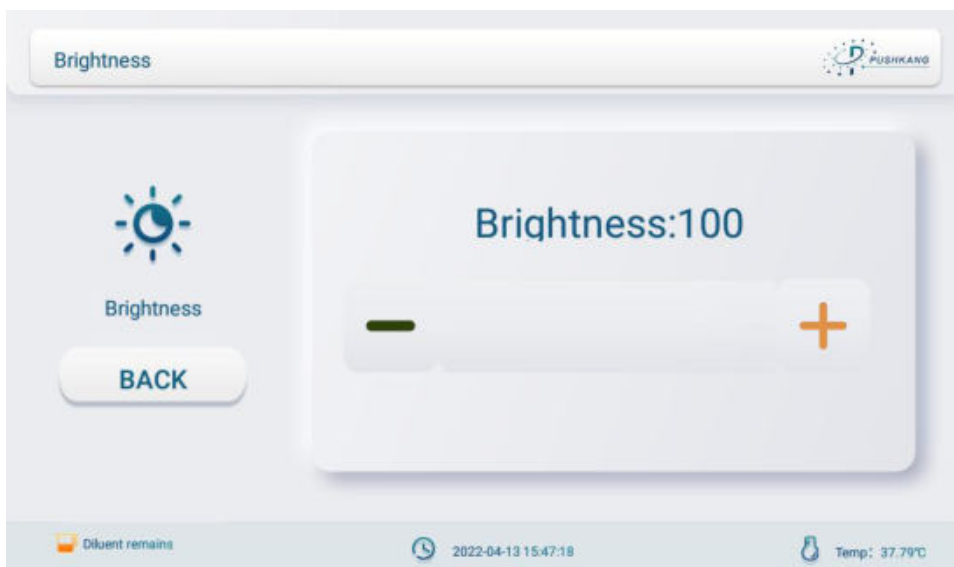 Brightness
PUSHKANG
Brightness:100
Brightness
BACK
Diluent remains
2022-04-13 15:47:18
Temp: 37.79℃